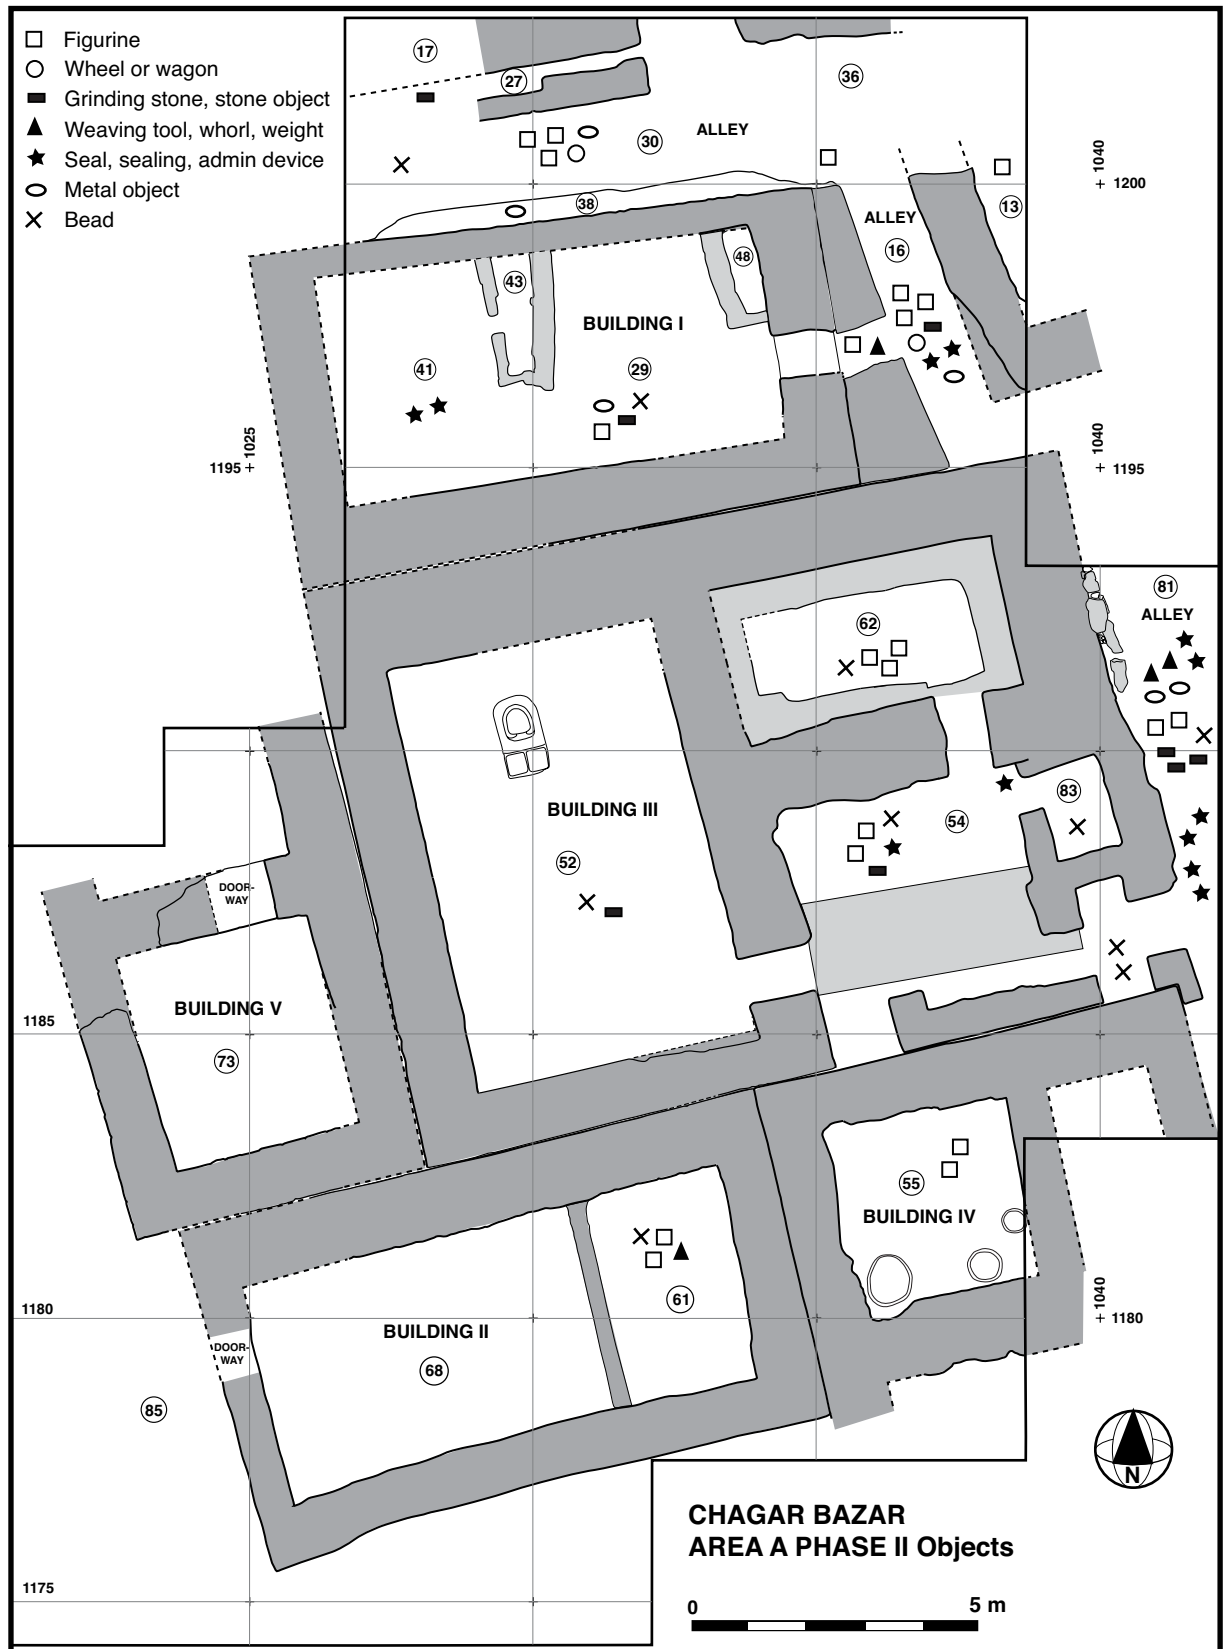 Figurine
Wheel or wagon
Grinding stone, stone object
Weaving tool, whorl, weight
Seal, sealing, admin device
Metal object
Bead
17
27
36
30
ALLEY
1040
1200
38
13
ALLEY
16
48
43
BUILDING I
41
29
1025
1195
1040
1195
81
ALLEY
62
83
BUILDING III
54
52
DOOR-
WAY
BUILDING V
1185
73
55
BUILDING IV
61
1040
1180
1180
BUILDING II
DOOR-
WAY
68
85
N
CHAGAR BAZAR
AREA A PHASE II Objects
1175
0
5 m